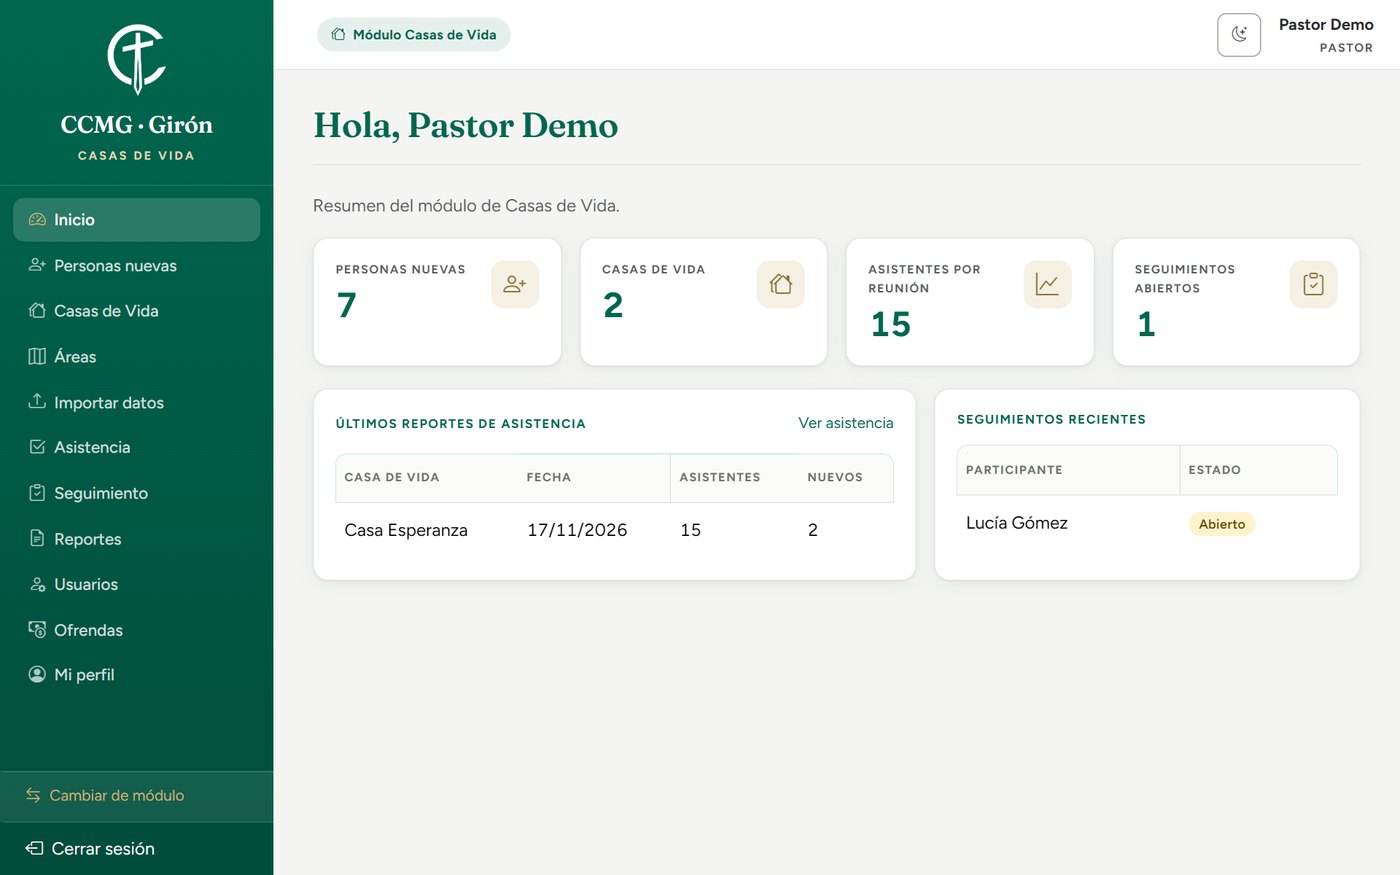 CCMG · Girón
CASAS DE VIDA
Inicio
Personas nuevas
Casas de Vida
Áreas
Importar datos
Asistencia
Seguimiento
Reportes
Usuarios
Ofrendas
Mi perfil
Cambiar de módulo
Cerrar sesión
Módulo Casas de Vida
Pastor Demo
PASTOR
Hola, Pastor Demo
Resumen del módulo de Casas de Vida.
PERSONAS NUEVAS
7
CASAS DE VIDA
2
ASISTENTES POR
REUNIÓN
15
SEGUIMIENTOS
ABIERTOS
1
ÚLTIMOS REPORTES DE ASISTENCIA Ver asistencia
CASA DE VIDA FECHA ASISTENTES NUEVOS
Casa Esperanza 17/11/2026 15 2
SEGUIMIENTOS RECIENTES
PARTICIPANTE ESTADO
Lucía Gómez Abierto